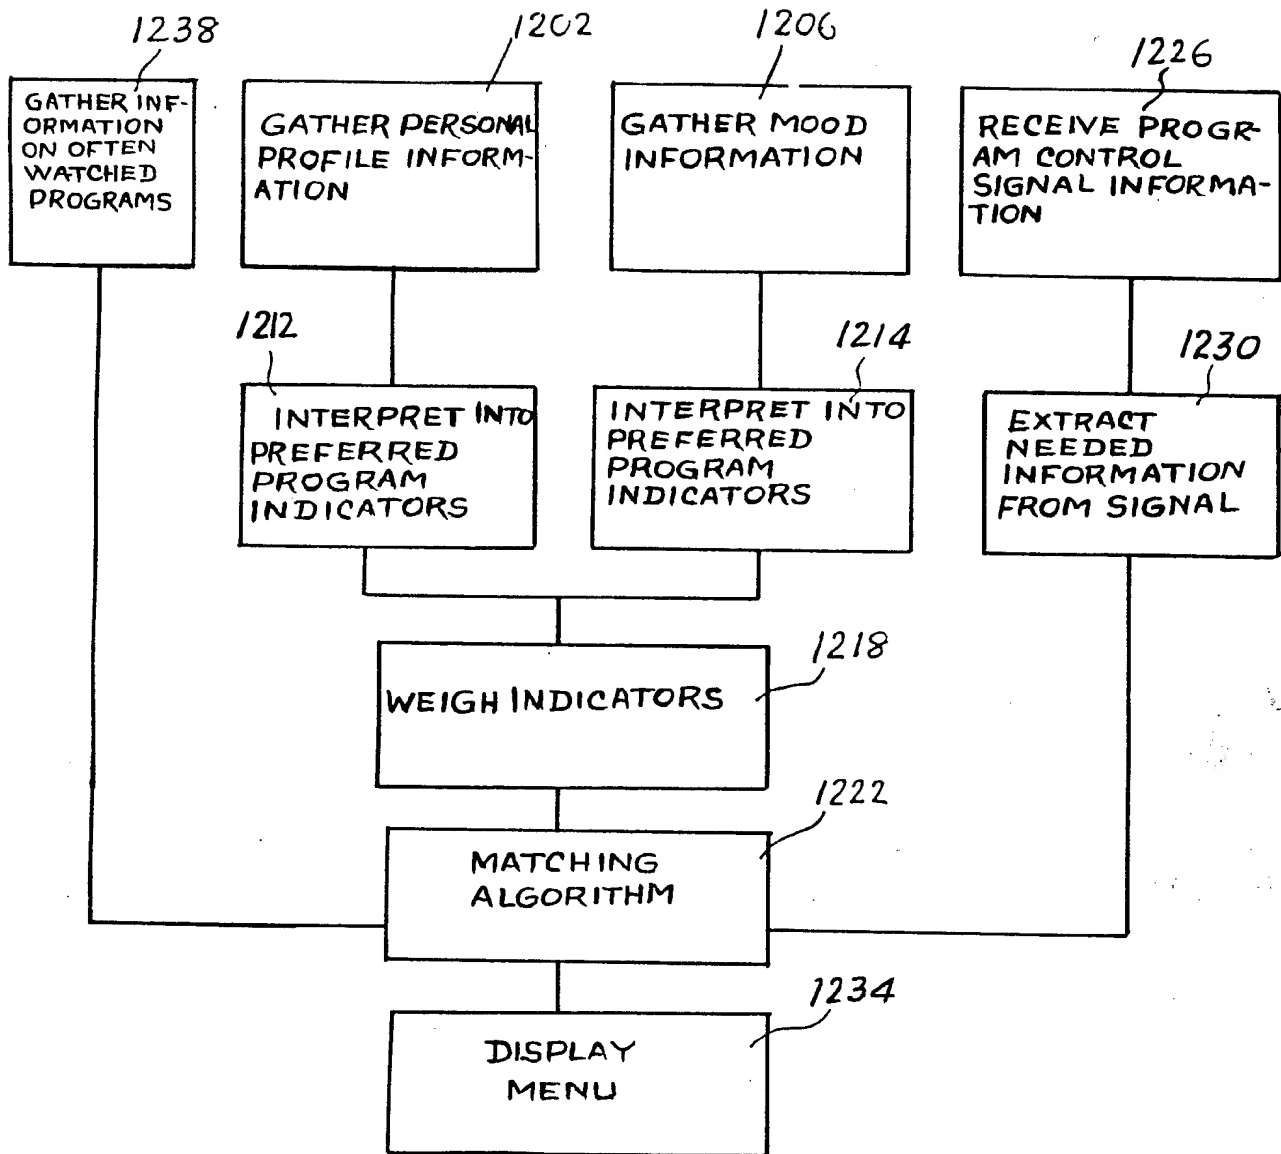 1238
GATHER INF-
ORMATION
ON OFTEN
WATCHED
PROGRAMS
1202
GATHER PERSONAL
PROFILE INFORM-
ATION
1206
GATHER MOOD
INFORMATION
1226
RECEIVE PROGR-
AM CONTROL
SIGNAL INFORMA-
TION
1212
INTERPRET INTO
PREFERRED
PROGRAM
INDICATORS
1214
INTERPRET INTO
PREFERRED
PROGRAM
INDICATORS
1230
EXTRACT
NEEDED
INFORMATION
FROM SIGNAL
1218
WEIGH INDICATORS
1222
MATCHING
ALGORITHM
1234
DISPLAY
MENU